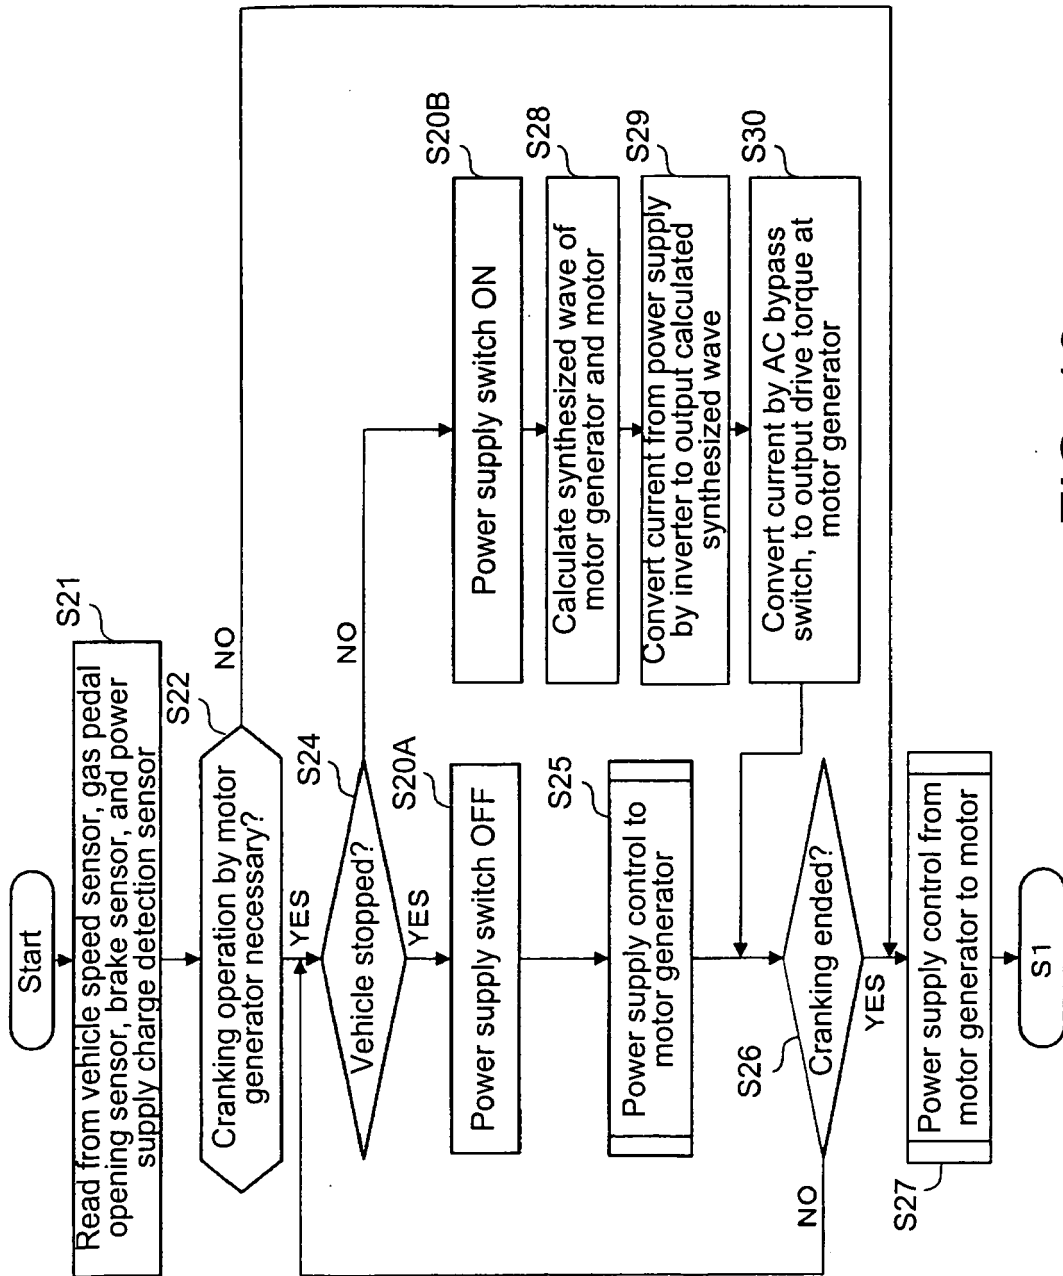 Start
S21
Read from vehicle speed sensor, gas pedal
opening sensor, brake sensor, and power
supply charge detection sensor
S22
Cranking operation by motor
generator necessary?
NO
YES
S24
Vehicle stopped?
NO
YES
S20A
Power supply switch OFF
S25
Power supply control to
motor generator
S20B
Power supply switch ON
S28
Calculate synthesized wave of
motor generator and motor
S29
Convert current from power supply
by inverter to output calculated
synthesized wave
S30
Convert current by AC bypass
switch, to output drive torque at
motor generator
S26
Cranking ended?
NO
YES
S27
Power supply control from
motor generator to motor
S1